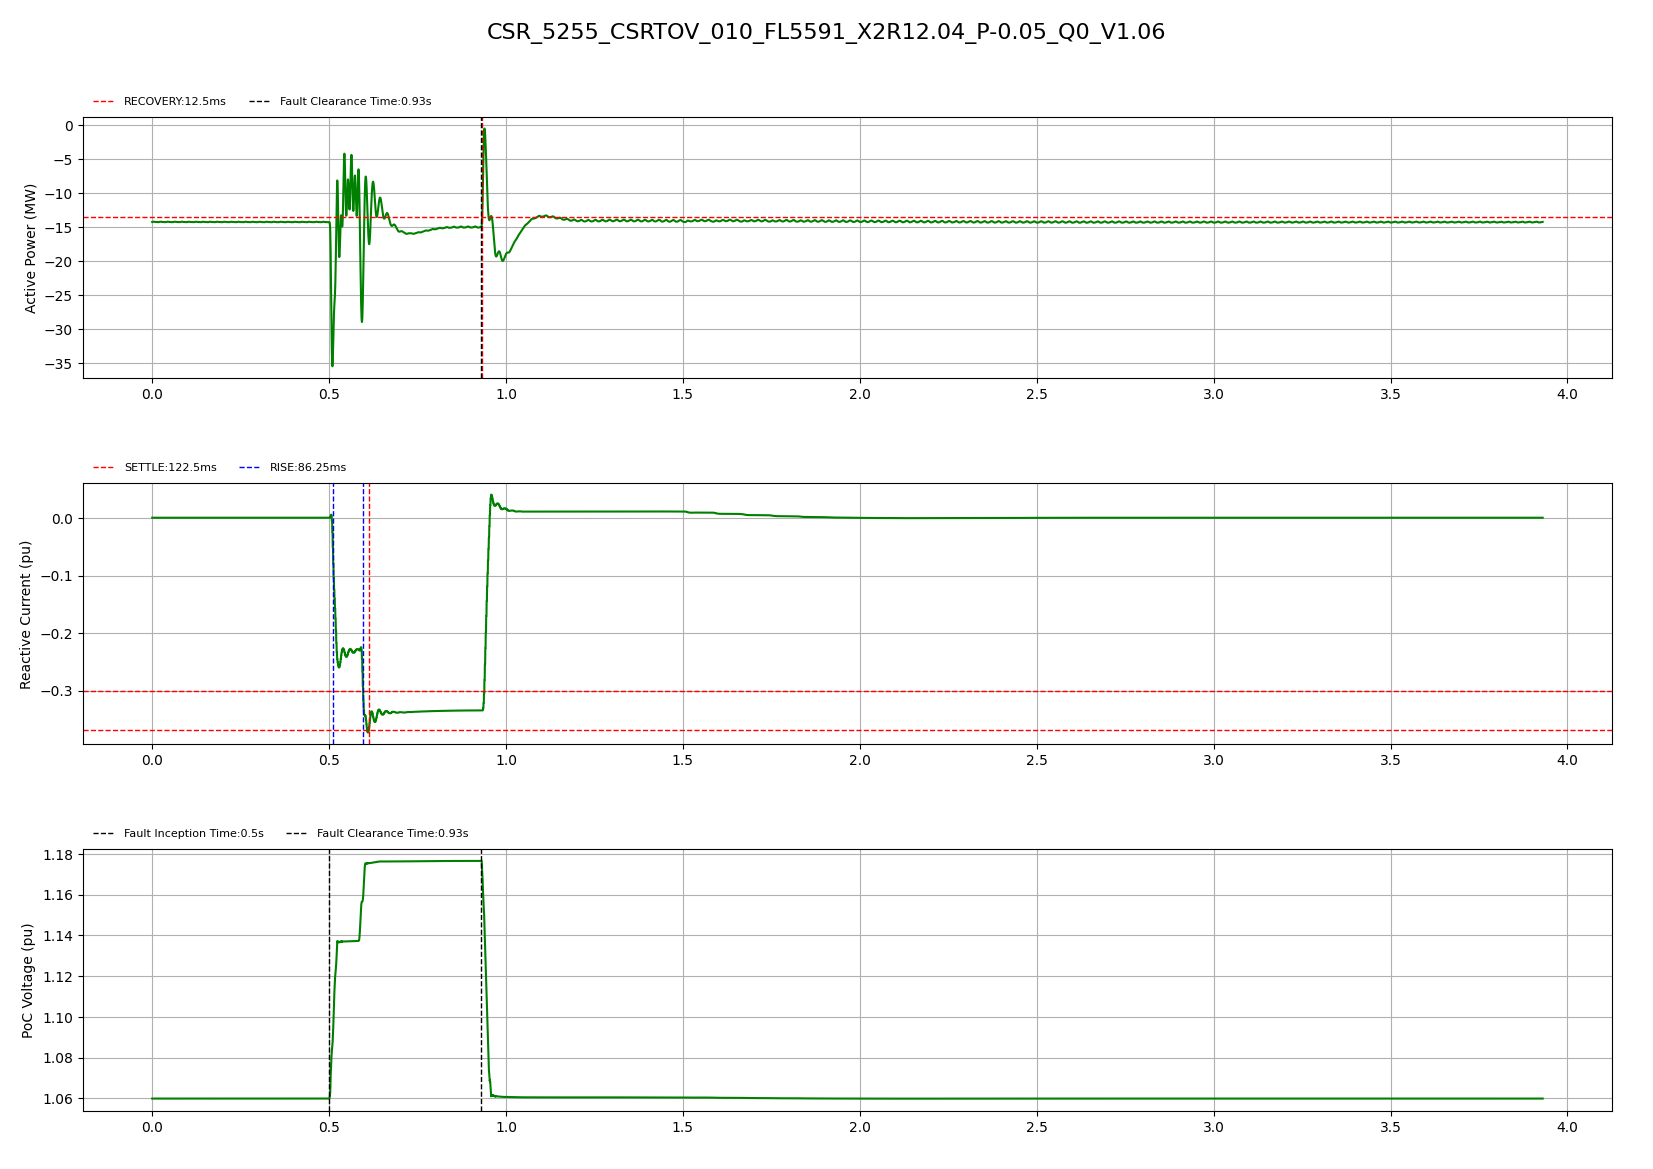 CSR_5255_CSRTOV_010_FL5591_X2R12.04_P-0.05_Q0_V1.06
RECOVERY:12.5ms Fault Clearance Time:0.93s
Active Power (MW)
0
−5
−10
−15
−20
−25
−30
−35
0.0 0.5 1.0 1.5 2.0 2.5 3.0 3.5 4.0
SETTLE:122.5ms RISE:86.25ms
Reactive Current (pu)
0.0
−0.1
−0.2
−0.3
0.0 0.5 1.0 1.5 2.0 2.5 3.0 3.5 4.0
Fault Inception Time:0.5s Fault Clearance Time:0.93s
PoC Voltage (pu)
1.18
1.16
1.14
1.12
1.10
1.08
1.06
0.0 0.5 1.0 1.5 2.0 2.5 3.0 3.5 4.0